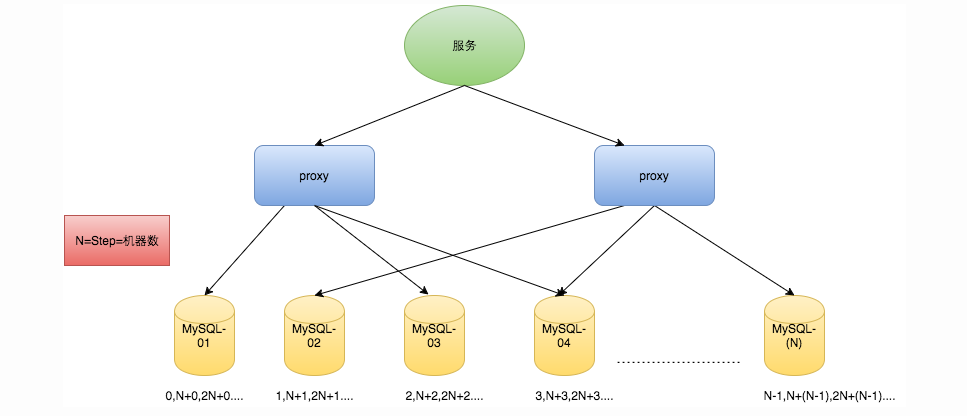 服务
proxy
proxy
N=Step=机器数
MySQL-
01
MySQL-
02
MySQL-
03
MySQL-
04
MySQL-
(N)
0,N+0,2N+0....
1,N+1,2N+1....
2,N+2,2N+2....
3,N+3,2N+3....
N-1,N+(N-1),2N+(N-1)....